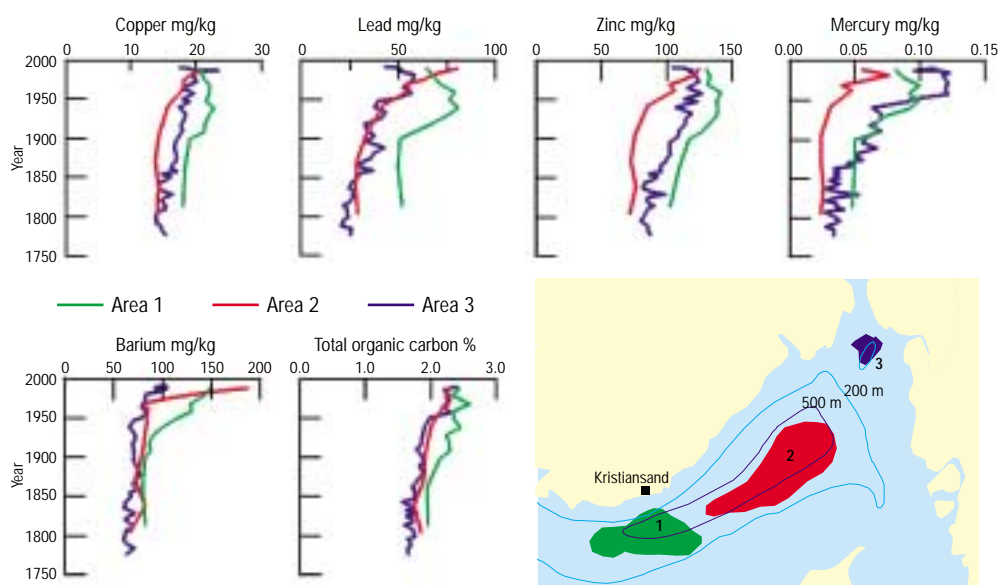 Copper mg/kg
Lead mg/kg
Zinc mg/kg
Mercury mg/kg
0 10 20 30
0 50 100
0 50 100 150
0.00 0.05 0.10 0.15
2000
1950
1900
1850
1800
1750
Year
Area 1 Area 2 Area 3
Barium mg/kg
Total organic carbon %
0 50 100 150 200
0.0 1.0 2.0 3.0
2000
1950
1900
1850
1800
1750
Year
3
200 m
500 m
2
Kristiansand
1